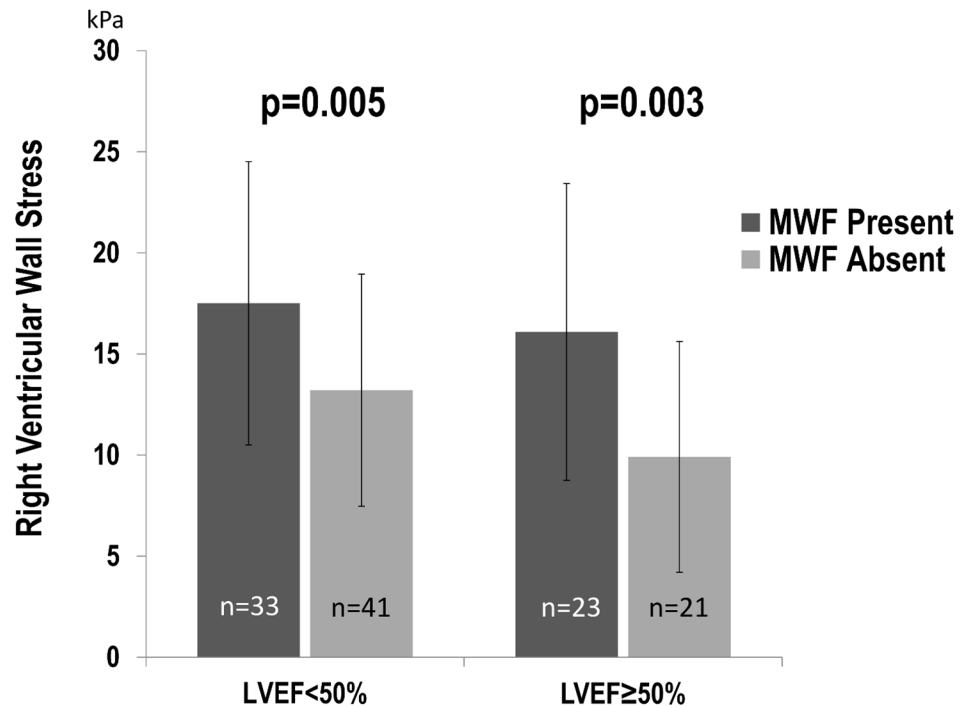 kPa
30
p=0.005
p=0.003
25
MWF Present
20
MWF Absent
15
10
5
n=33
n=41
n=23
n=21
0
LVEF<50%
LVEF≥50%
Right Ventricular Wall Stress